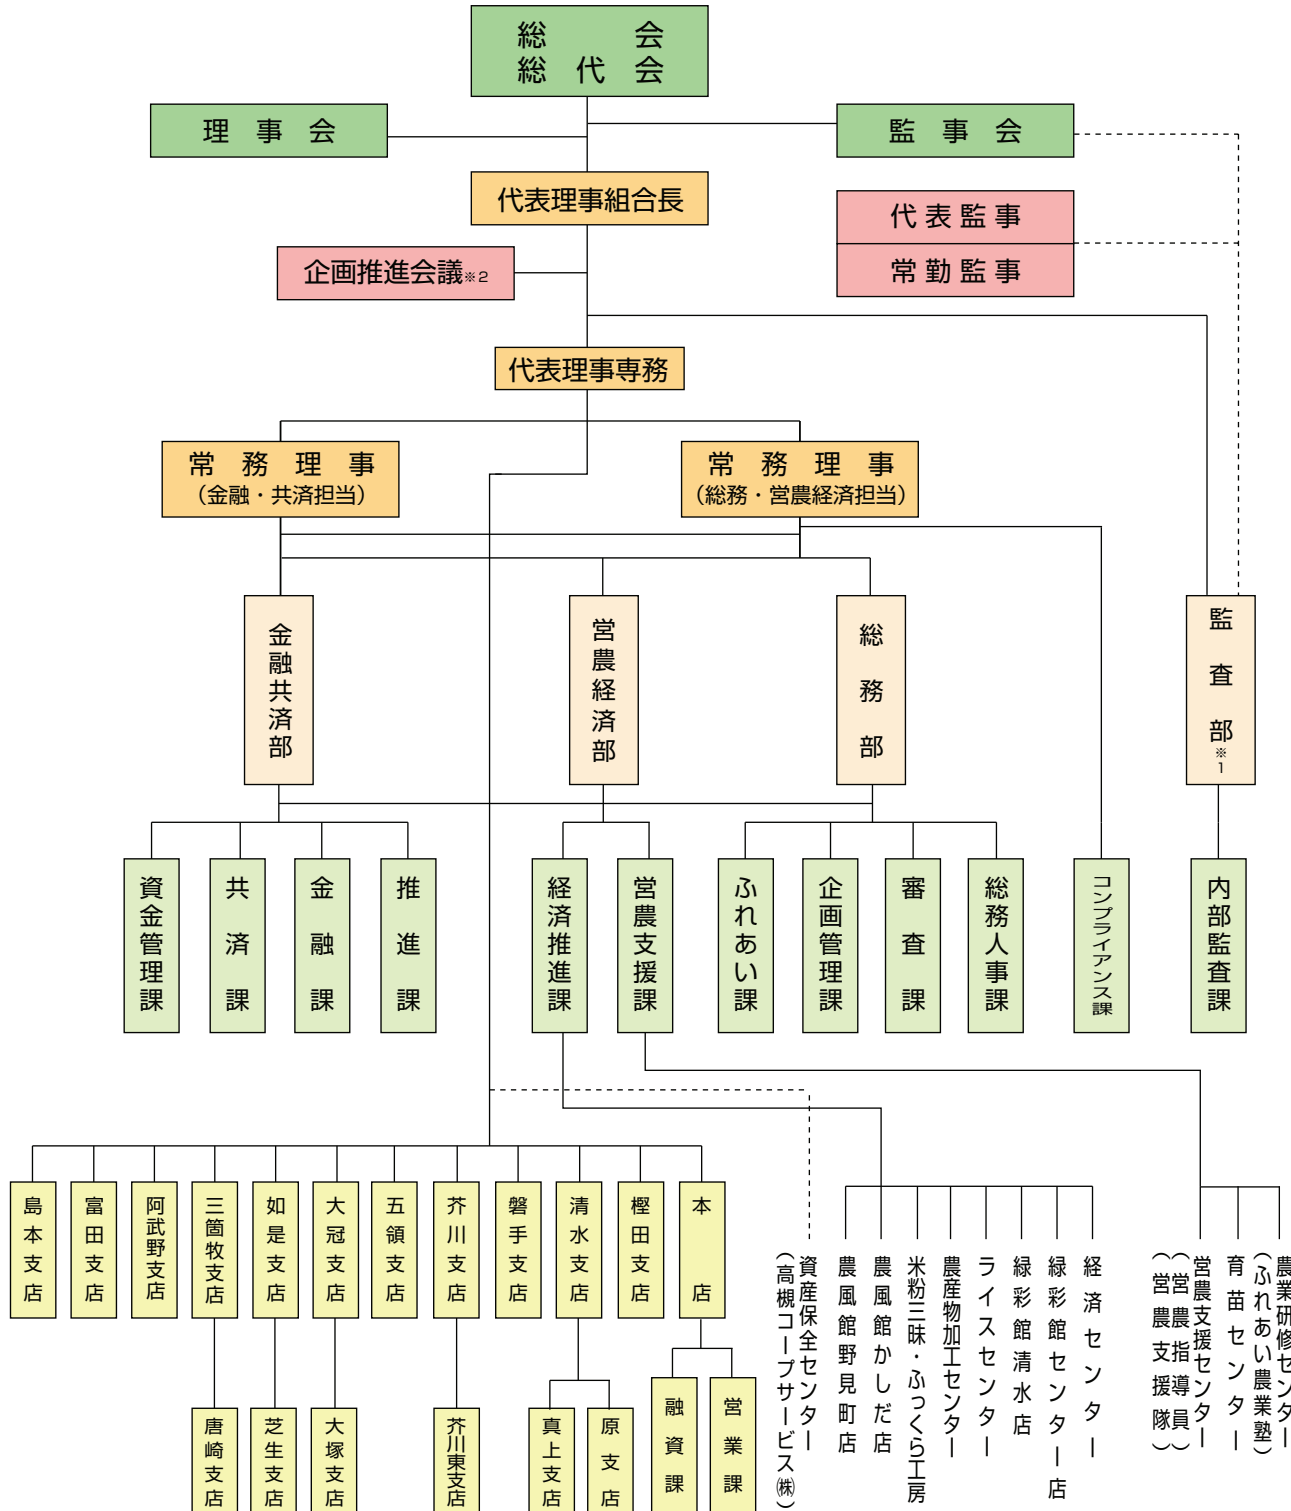 総会
総代会
理事会
監事会
代表理事組合長
代表監事
常勤監事
企画推進会議※2
代表理事専務
常務理事
（金融・共済担当）
常務理事
（総務・営農経済担当）
金融共済部
営農経済部
総務部
監査部※1
資金管理課
共済課
金融課
推進課
経済推進課
営農支援課
ふれあい課
企画管理課
審査課
総務人事課
コンプライアンス課
内部監査課
島本支店
富田支店
阿武野支店
三箇牧支店
如是支店
大冠支店
五領支店
芥川支店
磐手支店
清水支店
樫田支店
本店
唐崎支店
芝生支店
大塚支店
芥川東支店
真上支店
原支店
融資課
営業課
資産保全センター
（高槻コープサービス㈱）
農風館野見町店
農風館かしだ店
米粉三昧・ふっくら工房
農産物加工センター
ライスセンター
緑彩館清水店
緑彩館センター店
経済センター
営農支援センター
（営農指導員）
（営農支援隊）
育苗センター
農業研修センター
（ふれあい農業塾）